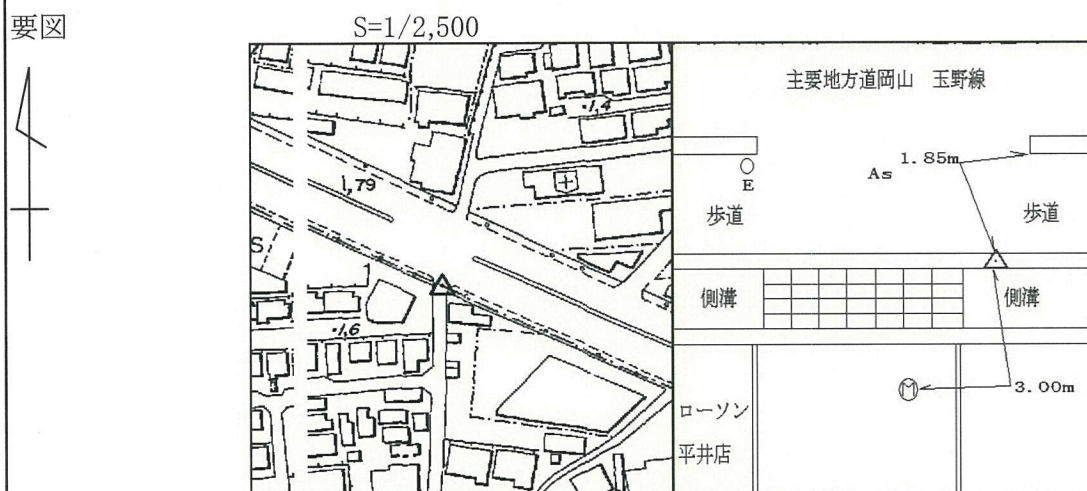 要図
S=1/2,500
1,4
1,79
S
1,6
主要地方道岡山 玉野線
1.85m
As
E
歩道
歩道
側溝
側溝
M
3.00m
ローソン
平井店